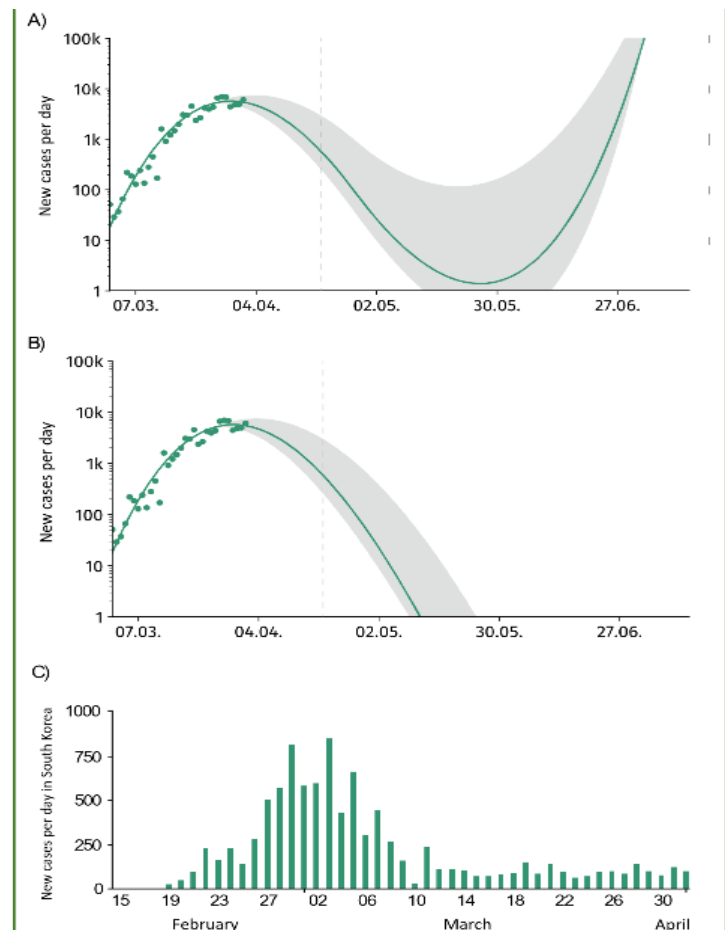 A)
New cases per day
100k
10k
1k
100
10
1
07.03.
04.04.
02.05.
30.05.
27.06.
B)
New cases per day
100k
10k
1k
100
10
1
07.03.
04.04.
02.05.
30.05.
27.06.
C)
New cases per day in South Korea
1000
750
500
250
0
15 19 23 27 02 06 10 14 18 22 26 30
February March April